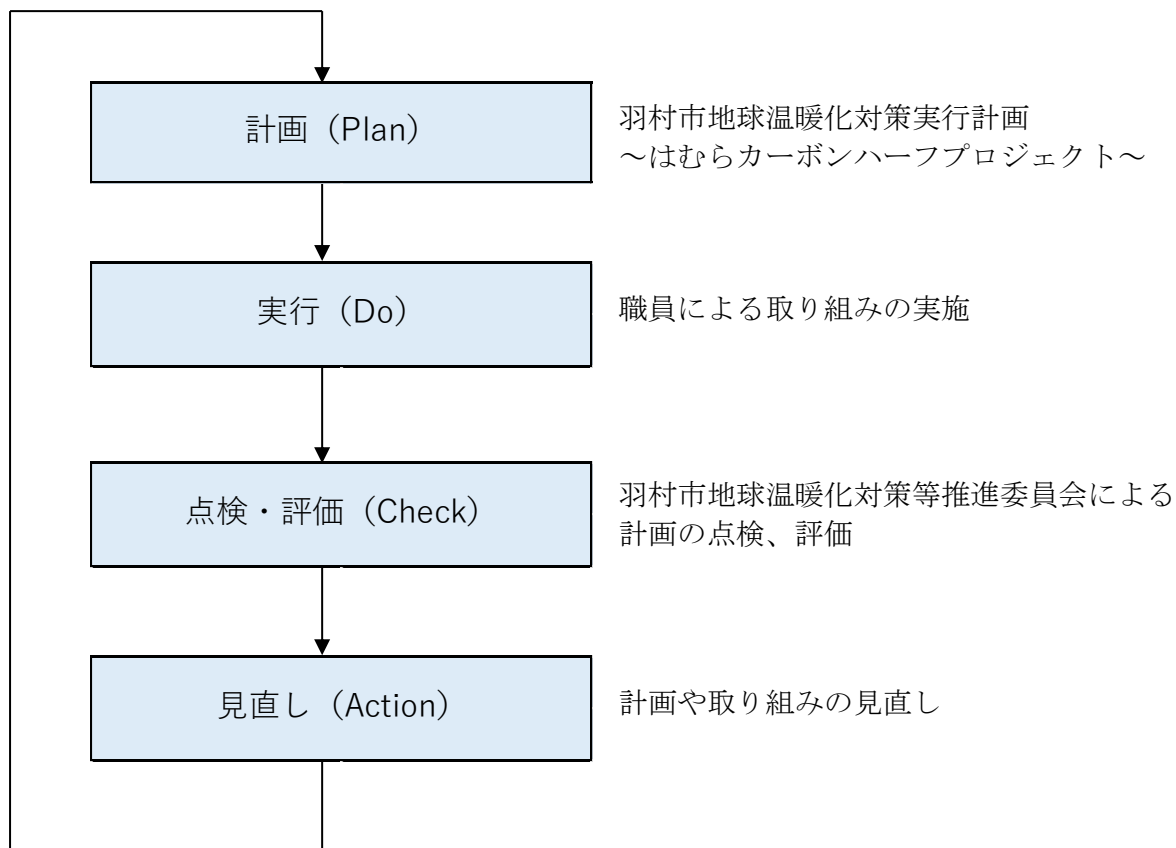 計画（Plan）
羽村市地球温暖化対策実行計画
～はむらカーボンハーフプロジェクト～
実行（Do）
職員による取り組みの実施
点検・評価（Check）
羽村市地球温暖化対策等推進委員会による
計画の点検、評価
見直し（Action）
計画や取り組みの見直し